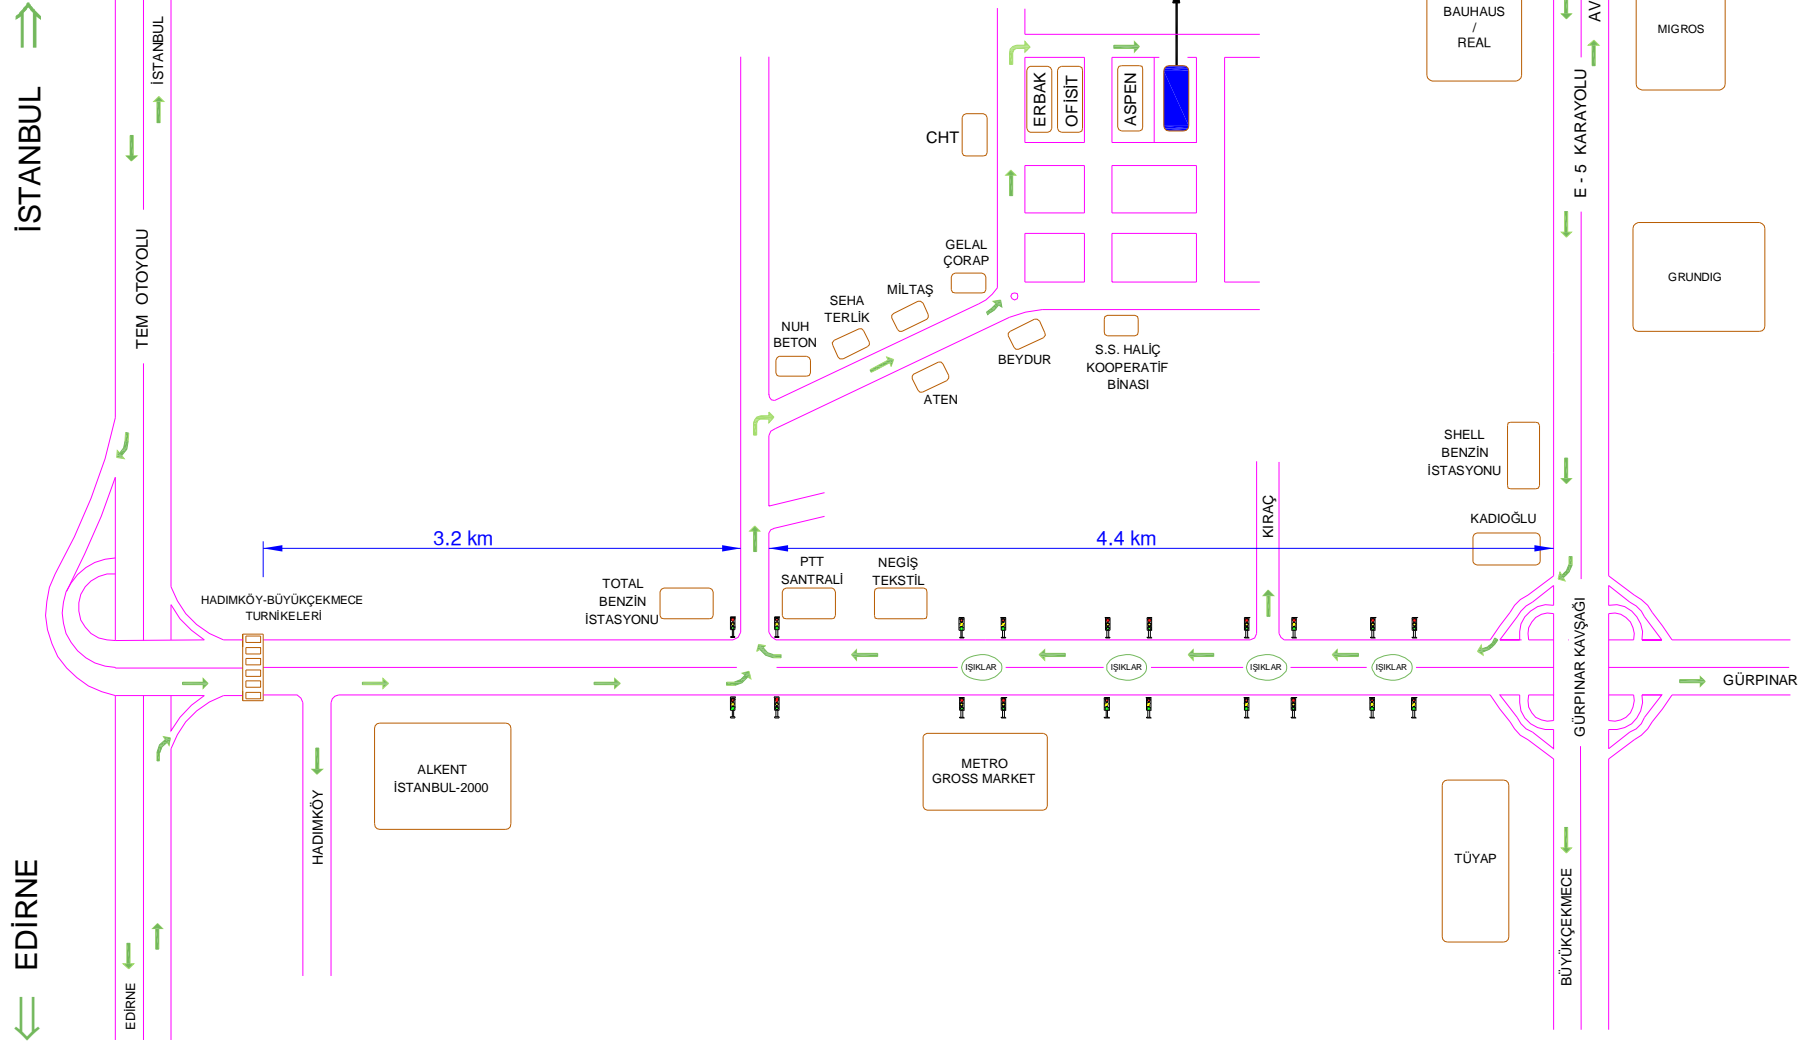 İSTANBUL
İSTANBUL
TEM OTOYOLU
EDİRNE
EDİRNE
HADIMKÖY-BÜYÜKÇEKMECE
TURNİKELERİ
HADIMKÖY
ALKENT
İSTANBUL-2000
3.2 km
TOTAL
BENZİN
İSTASYONU
PTT
SANTRALİ
NEGİŞ
TEKSTİL
NUH
BETON
SEHA
TERLİK
MİLTAŞ
GELAL
ÇORAP
ATEN
BEYDUR
S.S. HALİÇ
KOOPERATİF
BİNASI
CHT
ERBAK
OFİSİT
ASPEN
4.4 km
KIRAÇ
IŞIKLAR
IŞIKLAR
IŞIKLAR
IŞIKLAR
METRO
GROSS MARKET
BAUHAUS
/
REAL
AV
MIGROS
E - 5 KARAYOLU
GRUNDIG
SHELL
BENZİN
İSTASYONU
KADIOĞLU
GÜRPINAR KAVŞAĞI
GÜRPINAR
TÜYAP
BÜYÜKÇEKMECE